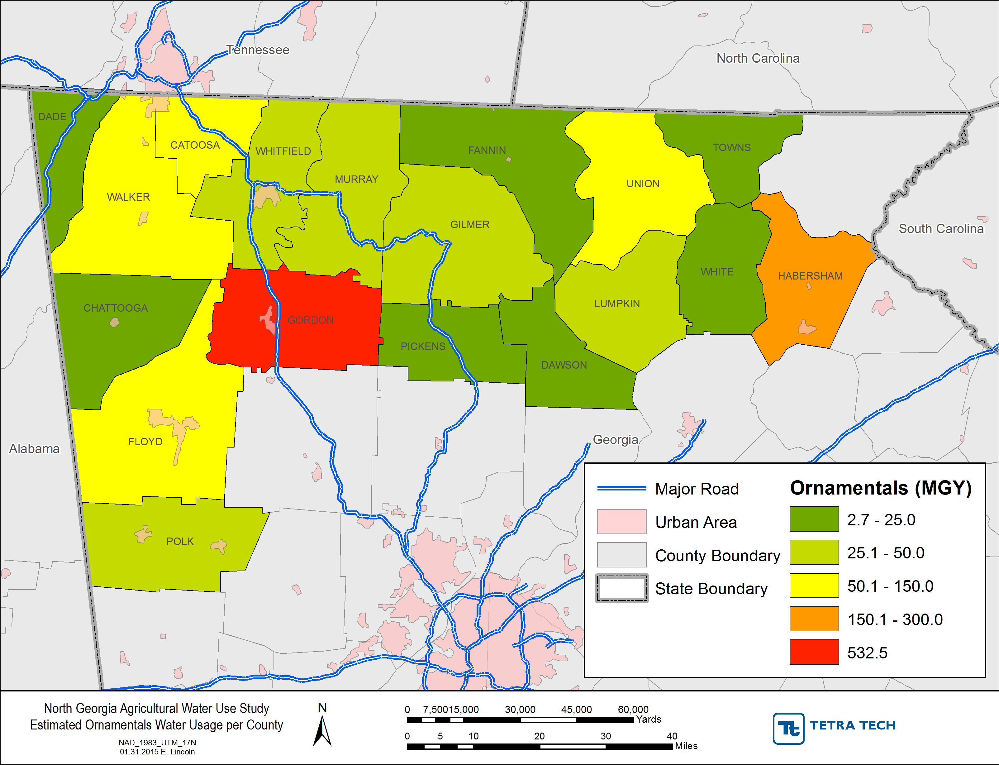 Tennessee
North Carolina
DADE
CATOOSA
WHITFIELD
FANNIN
TOWNS
MURRAY
UNION
WALKER
GILMER
South Carolina
WHITE
HABERSHAM
CHATTOOGA
LUMPKIN
GORDON
PICKENS
DAWSON
Georgia
FLOYD
Alabama
POLK
Major Road
Urban Area
County Boundary
State Boundary
Ornamentals (MGY)
2.7 - 25.0
25.1 - 50.0
50.1 - 150.0
150.1 - 300.0
532.5
North Georgia Agricultural Water Use Study
Estimated Ornamentals Water Usage per County
NAD_1983_UTM_17N
01.31.2015 E. Lincoln
N
0 7,500 15,000 30,000 45,000 60,000
Yards
0 5 10 20 30 40
Miles
Tt TETRA TECH